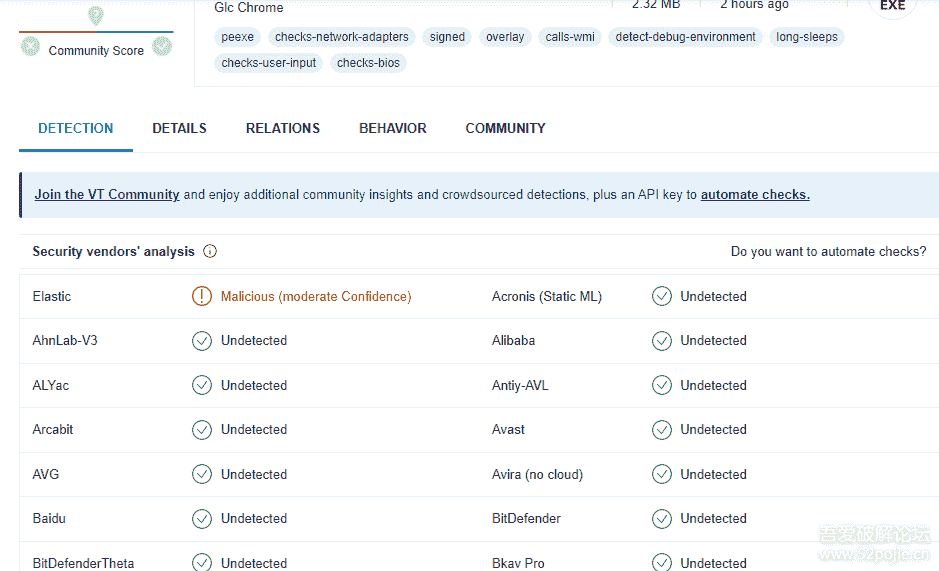 Glc Chrome
2.32 MB
2 hours ago
EXE
Community Score
peexe checks-network-adapters signed overlay calls-wmi detect-debug-environment long-sleeps
checks-user-input checks-bios
DETECTION DETAILS RELATIONS BEHAVIOR COMMUNITY
Join the VT Community and enjoy additional community insights and crowdsourced detections, plus an API key to automate checks.
Security vendors' analysis Do you want to automate checks?
Elastic Malicious (moderate Confidence) Acronis (Static ML) Undetected
AhnLab-V3 Undetected Alibaba Undetected
ALYac Undetected Antiy-AVL Undetected
Arcabit Undetected Avast Undetected
AVG Undetected Avira (no cloud) Undetected
Baidu Undetected BitDefender Undetected
BitDefenderTheta Undetected Bkav Pro Undetected
吾爱破解论坛
www.52pojie.cn